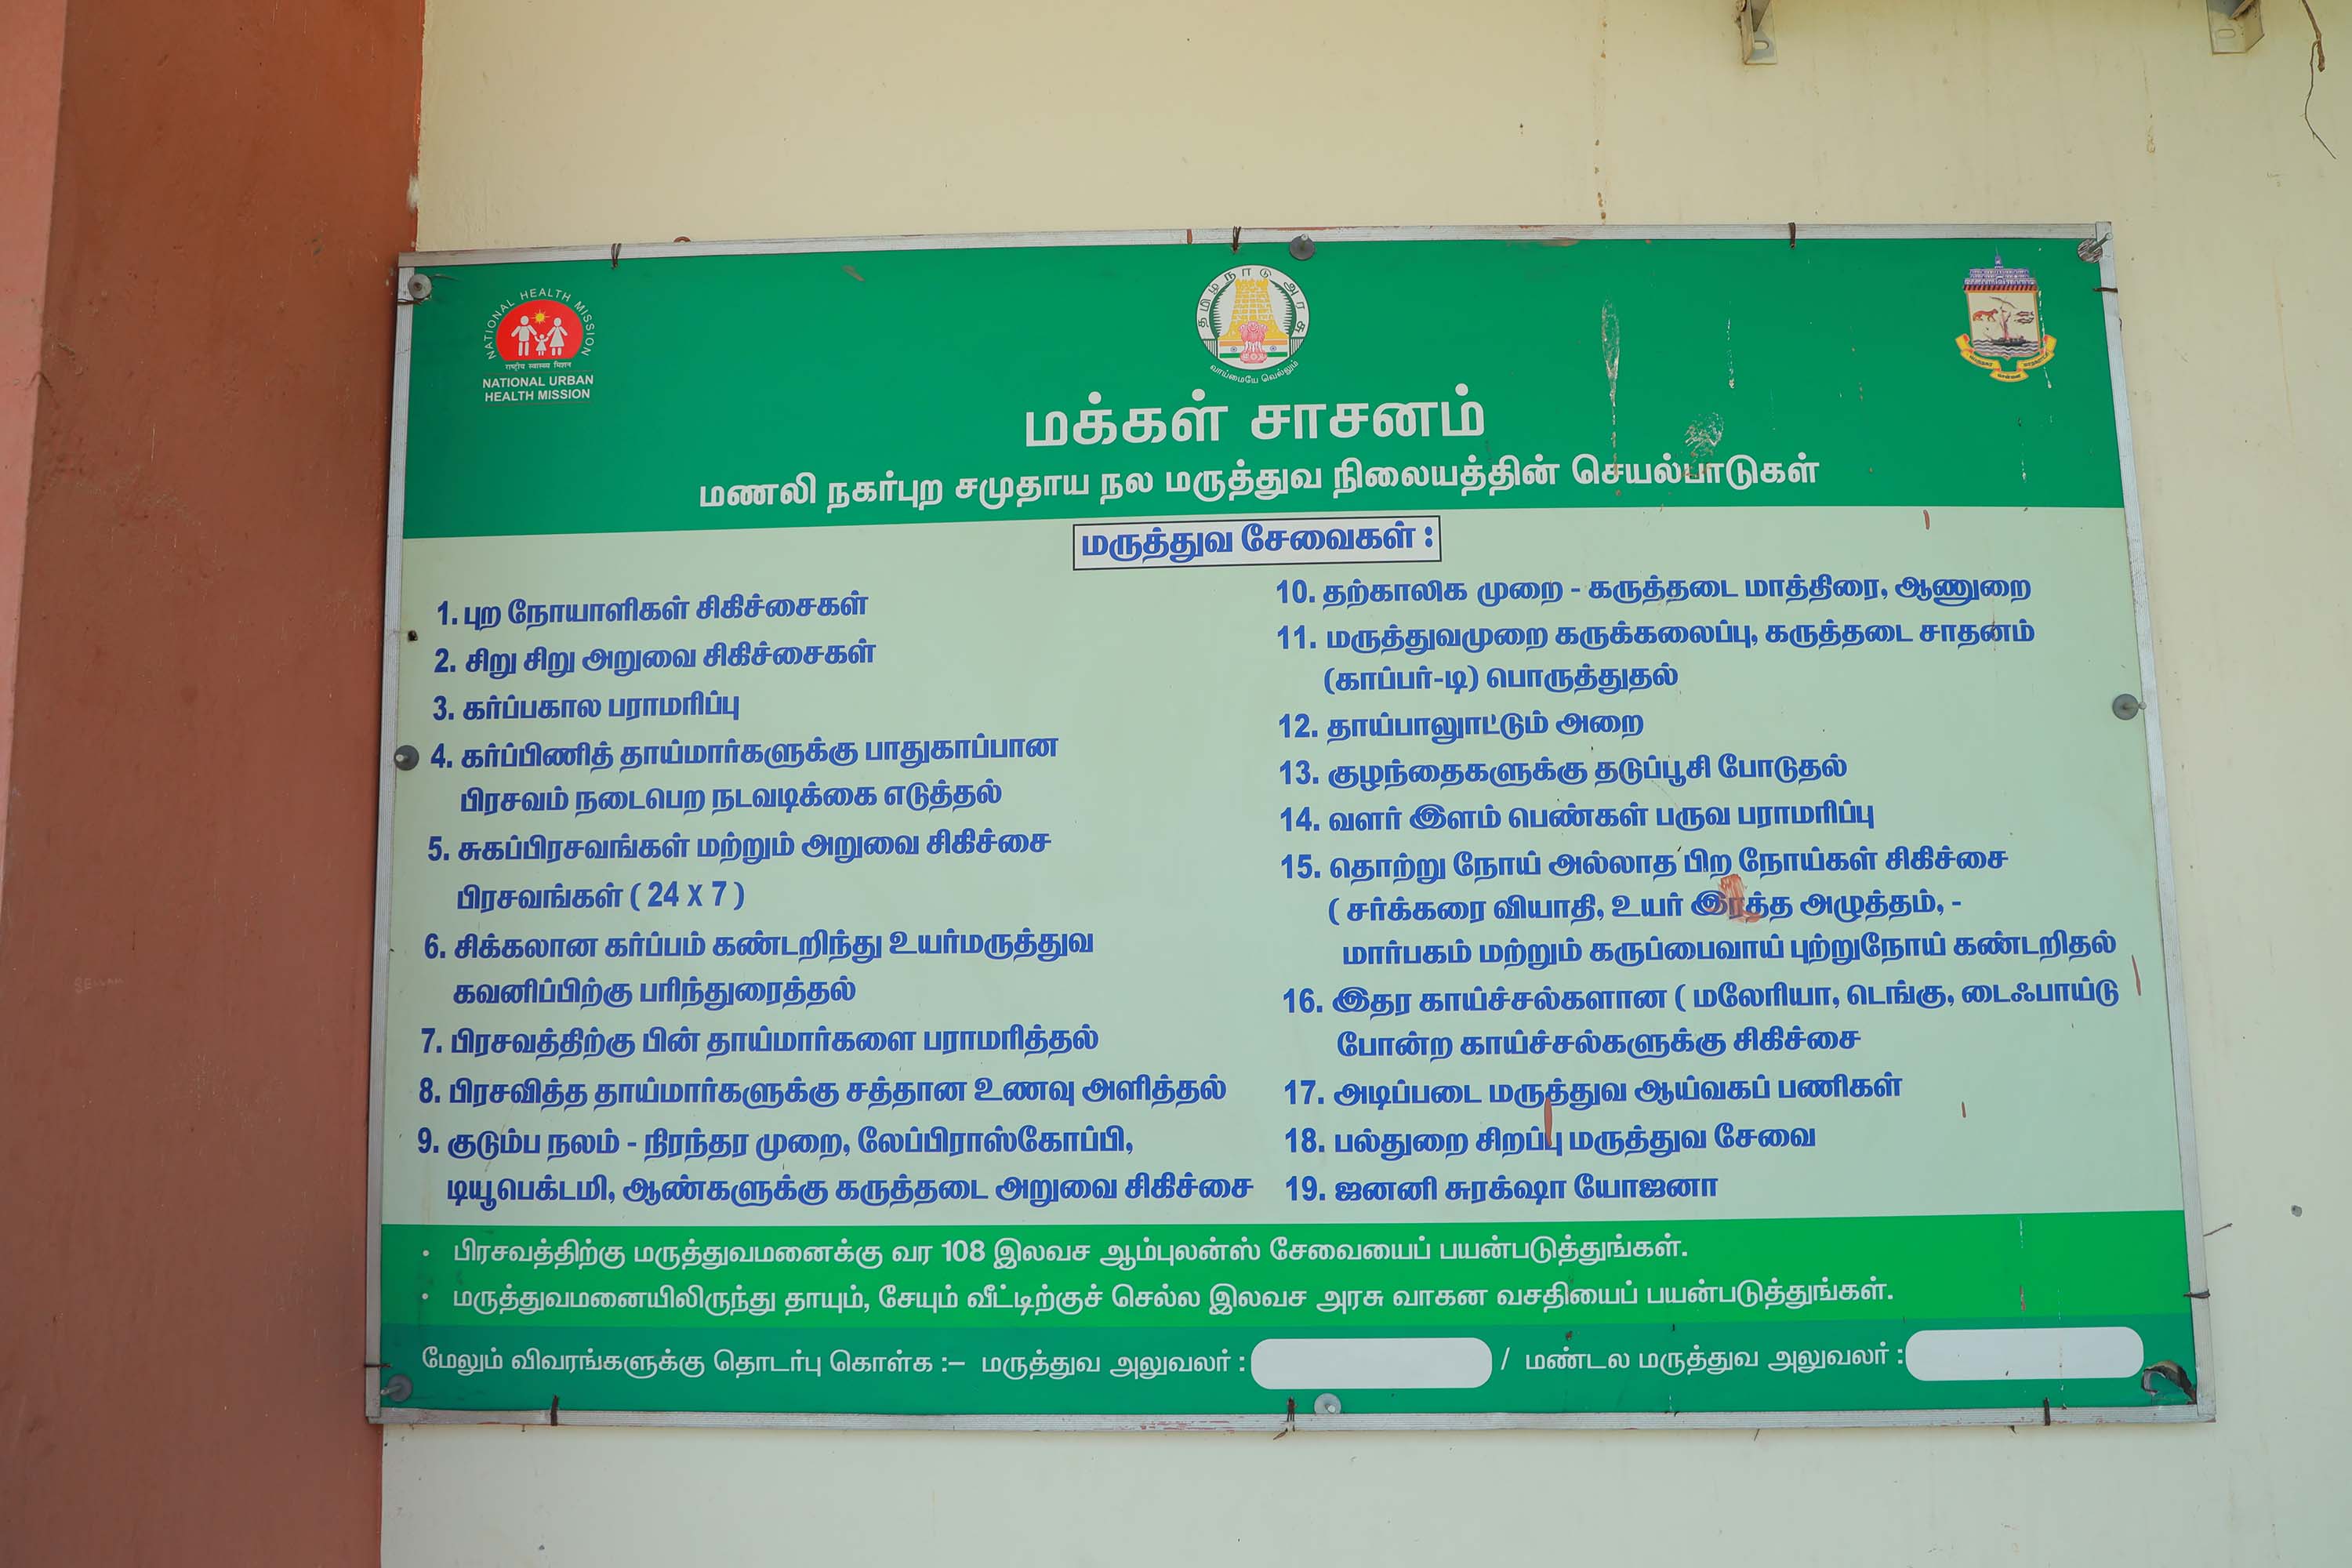 NATIONAL HEALTH MISSION
राष्ट्रीय स्वास्थ्य मिशन
NATIONAL URBAN
HEALTH MISSION
தமிழ்நாடு அரசு
வாய்மையே வெல்லும்
மக்கள் சாசனம்
மணலி நகர்புற சமுதாய நல மருத்துவ நிலையத்தின் செயல்பாடுகள்
மருத்துவ சேவைகள் :
1. புற நோயாளிகள் சிகிச்சைகள்
2. சிறு சிறு அறுவை சிகிச்சைகள்
3. கர்ப்பகால பராமரிப்பு
4. கர்ப்பிணித் தாய்மார்களுக்கு பாதுகாப்பான
பிரசவம் நடைபெற நடவடிக்கை எடுத்தல்
5. சுகப்பிரசவங்கள் மற்றும் அறுவை சிகிச்சை
பிரசவங்கள் ( 24 X 7 )
6. சிக்கலான கர்ப்பம் கண்டறிந்து உயர்மருத்துவ
கவனிப்பிற்கு பரிந்துரைத்தல்
7. பிரசவத்திற்கு பின் தாய்மார்களை பராமரித்தல்
8. பிரசவித்த தாய்மார்களுக்கு சத்தான உணவு அளித்தல்
9. குடும்ப நலம் - நிரந்தர முறை, லேப்பிராஸ்கோப்பி,
டியூபெக்டமி, ஆண்களுக்கு கருத்தடை அறுவை சிகிச்சை
10. தற்காலிக முறை - கருத்தடை மாத்திரை, ஆணுறை
11. மருத்துவமுறை கருக்கலைப்பு, கருத்தடை சாதனம்
(காப்பர்-டி) பொருத்துதல்
12. தாய்பாலூட்டும் அறை
13. குழந்தைகளுக்கு தடுப்பூசி போடுதல்
14. வளர் இளம் பெண்கள் பருவ பராமரிப்பு
15. தொற்று நோய் அல்லாத பிற நோய்கள் சிகிச்சை
( சர்க்கரை வியாதி, உயர் இரத்த அழுத்தம், -
மார்பகம் மற்றும் கருப்பைவாய் புற்றுநோய் கண்டறிதல்
16. இதர காய்ச்சல்களான ( மலேரியா, டெங்கு, டைஃபாய்டு
போன்ற காய்ச்சல்களுக்கு சிகிச்சை
17. அடிப்படை மருத்துவ ஆய்வகப் பணிகள்
18. பல்துறை சிறப்பு மருத்துவ சேவை
19. ஜனனி சுரக்ஷா யோஜனா
• பிரசவத்திற்கு மருத்துவமனைக்கு வர 108 இலவச ஆம்புலன்ஸ் சேவையைப் பயன்படுத்துங்கள்.
• மருத்துவமனையிலிருந்து தாயும், சேயும் வீட்டிற்குச் செல்ல இலவச அரசு வாகன வசதியைப் பயன்படுத்துங்கள்.
மேலும் விவரங்களுக்கு தொடர்பு கொள்க :– மருத்துவ அலுவலர் : / மண்டல மருத்துவ அலுவலர் :